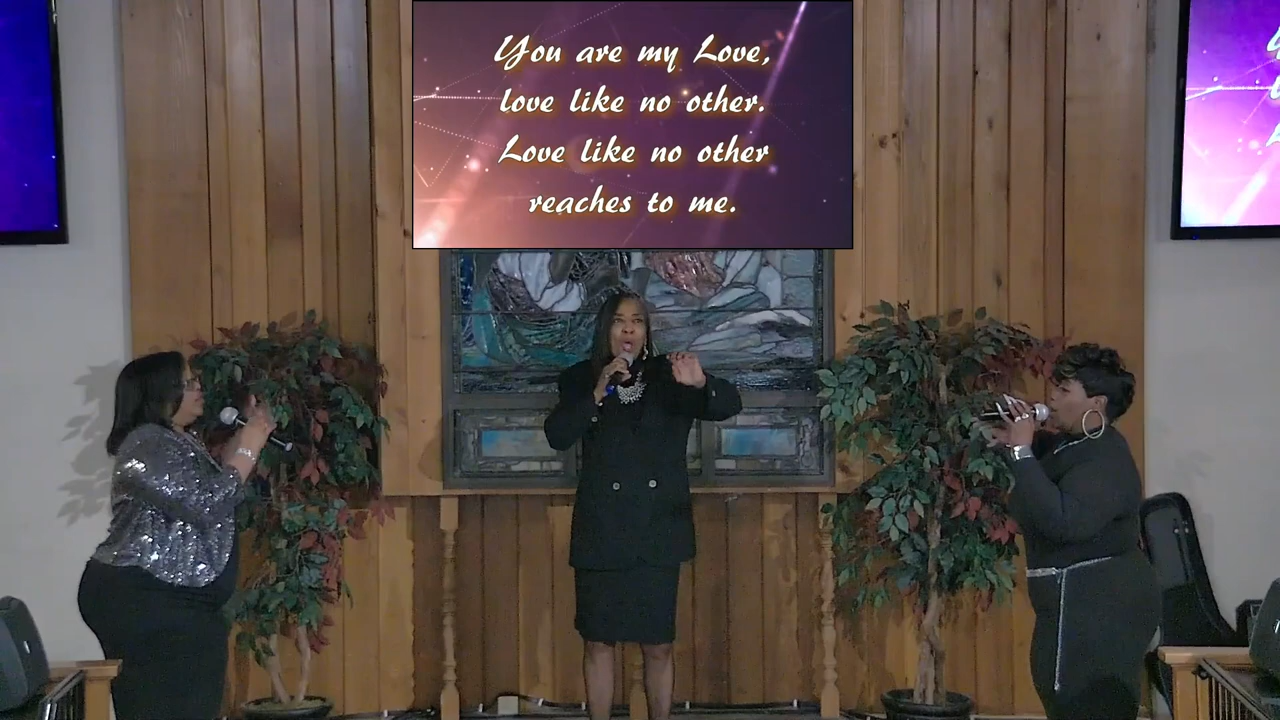 You are my Love,
love like no other.
Love like no other
reaches to me.